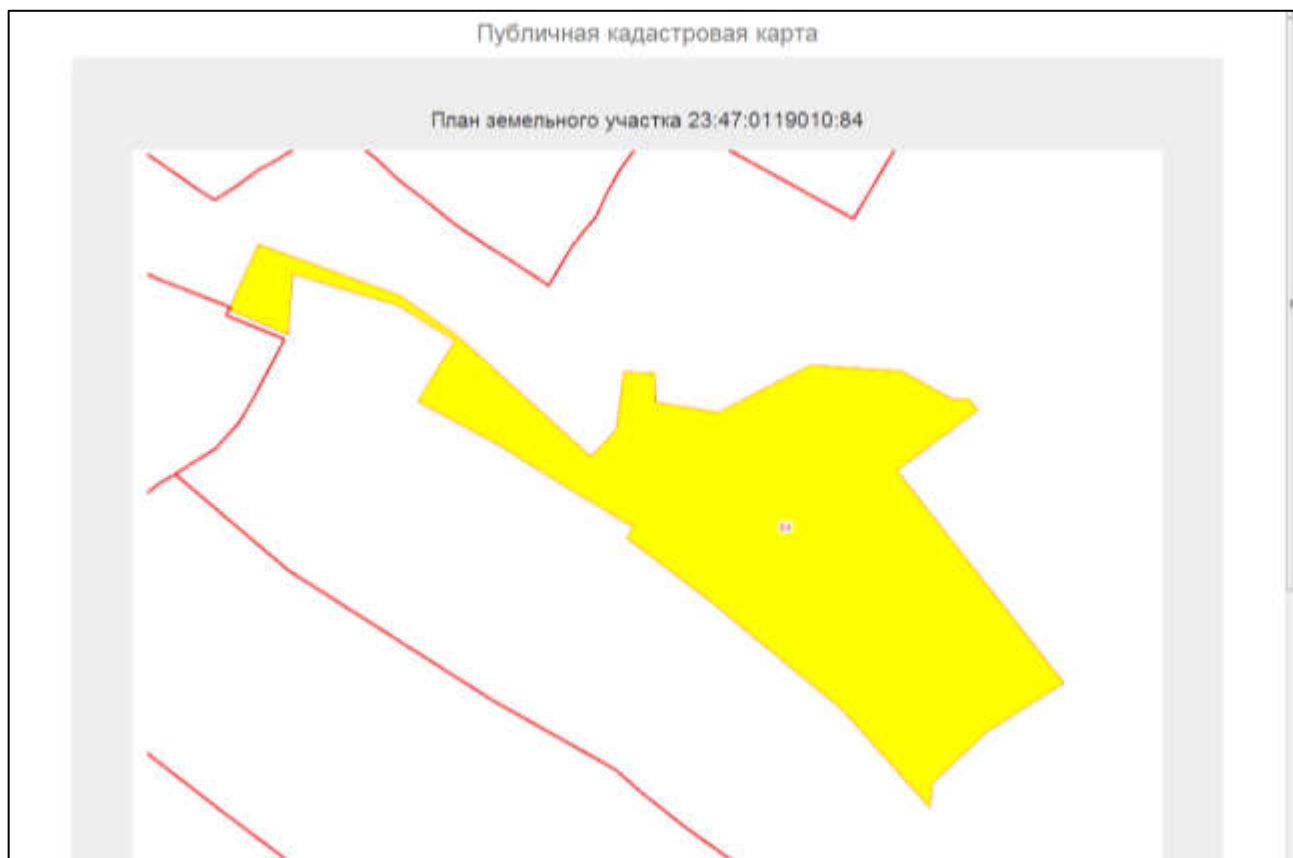 Публичная кадастровая карта
План земельного участка 23:47:0119010:84